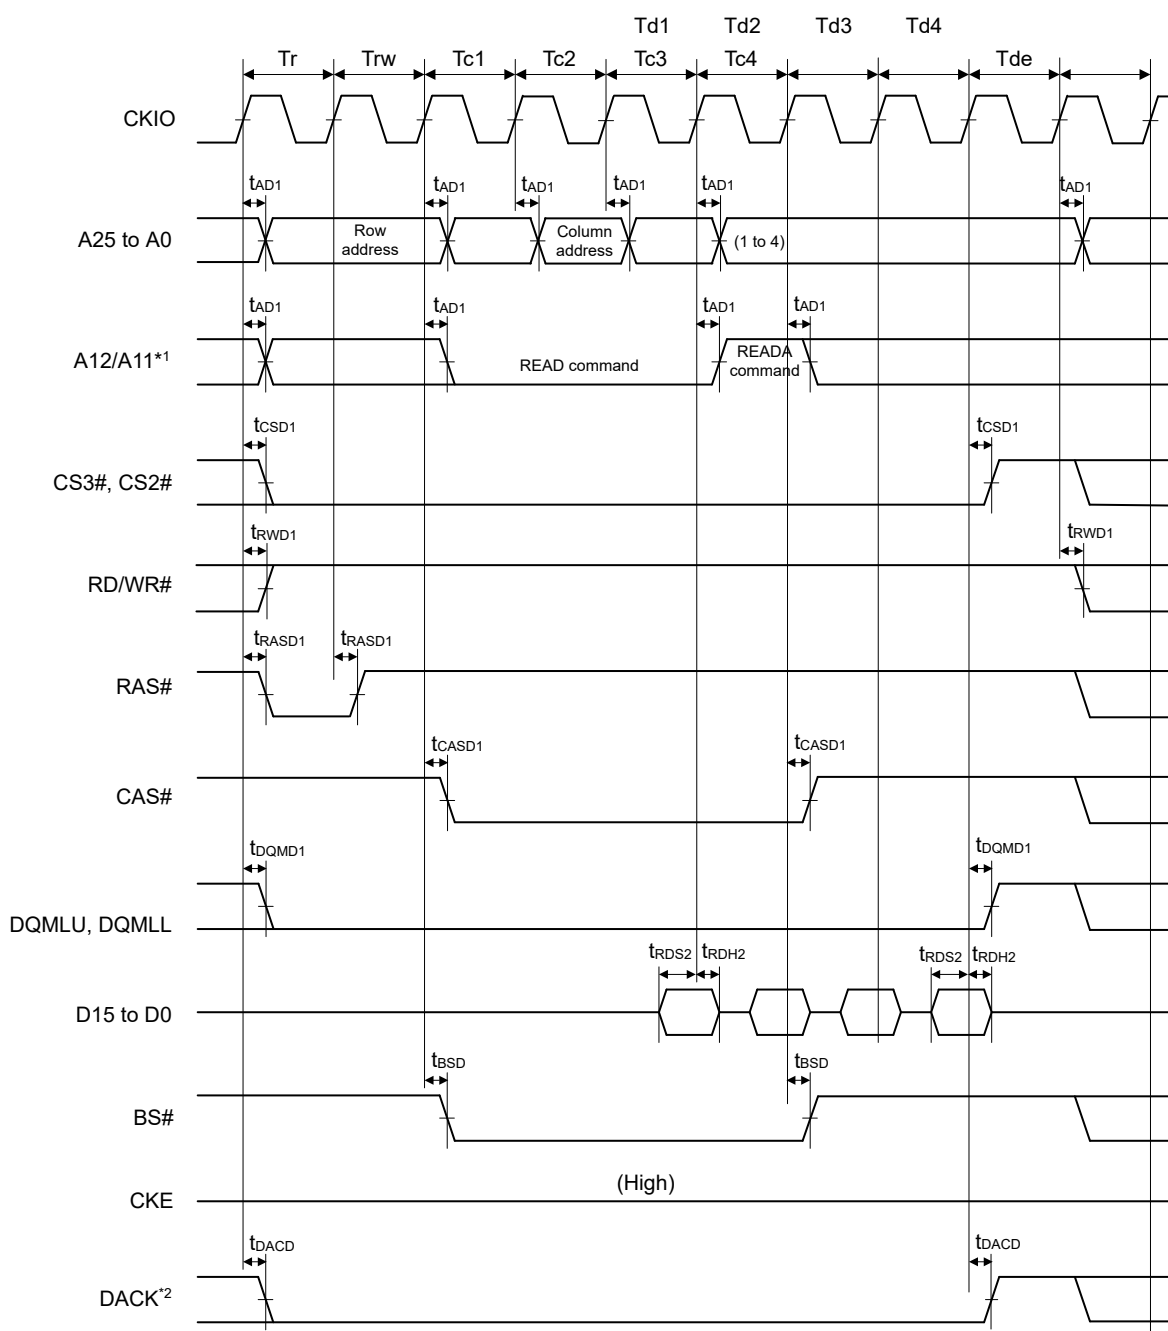 Td1 Td2 Td3 Td4
Tr Trw Tc1 Tc2 Tc3 Tc4 Tde
CKIO
tAD1 tAD1 tAD1 tAD1 tAD1 tAD1
A25 to A0
Row address
Column address
(1 to 4)
tAD1 tAD1 tAD1 tAD1
A12/A11*1
READ command
READA command
tCSD1 tCSD1
CS3#, CS2#
tRWD1 tRWD1
RD/WR#
tRASD1 tRASD1
RAS#
tCASD1 tCASD1
CAS#
tDQMD1 tDQMD1
DQMLU, DQMLL
tRDS2 tRDH2 tRDS2 tRDH2
D15 to D0
tBSD tBSD
BS#
(High)
CKE
tDACD tDACD
DACK*2